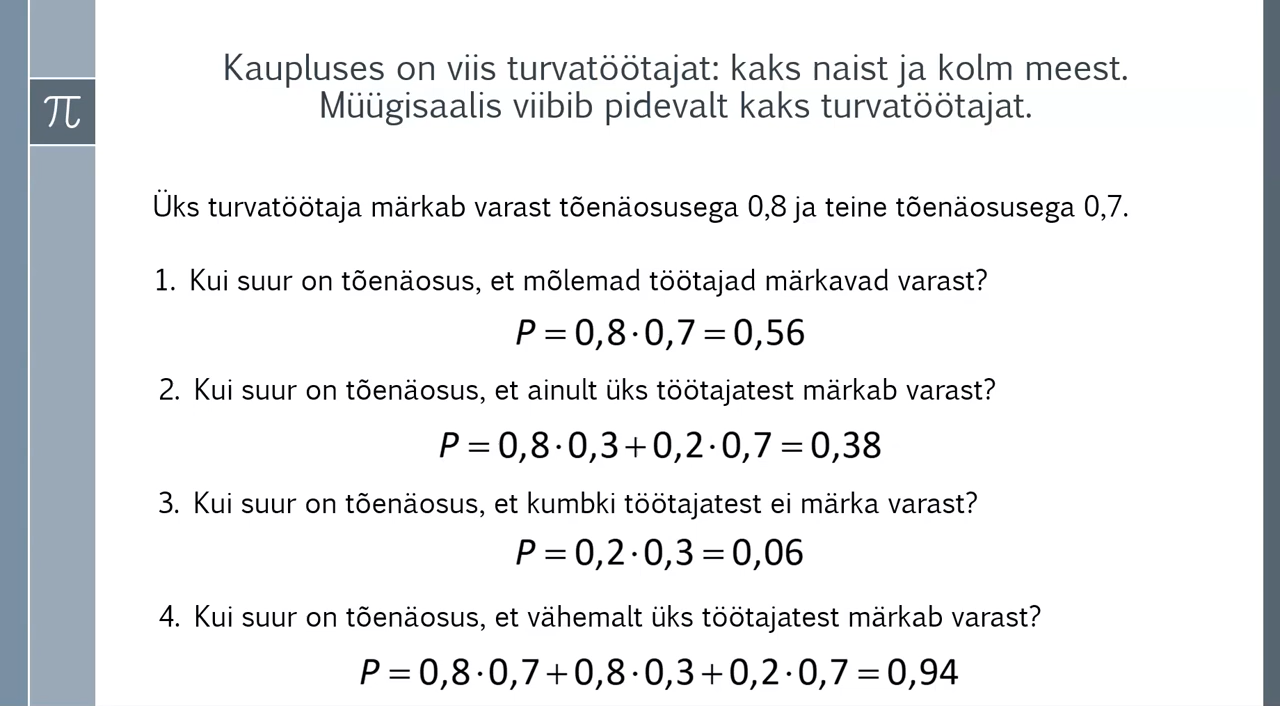 π
Kaupluses on viis turvatöötajat: kaks naist ja kolm meest.
Müügisaalis viibib pidevalt kaks turvatöötajat.
Üks turvatöötaja märkab varast tõenäosusega 0,8 ja teine tõenäosusega 0,7.
1. Kui suur on tõenäosus, et mõlemad töötajad märkavad varast?
P = 0,8·0,7 = 0,56
2. Kui suur on tõenäosus, et ainult üks töötajatest märkab varast?
P = 0,8·0,3+0,2·0,7 = 0,38
3. Kui suur on tõenäosus, et kumbki töötajatest ei märka varast?
P = 0,2·0,3 = 0,06
4. Kui suur on tõenäosus, et vähemalt üks töötajatest märkab varast?
P = 0,8·0,7+0,8·0,3+0,2·0,7 = 0,94